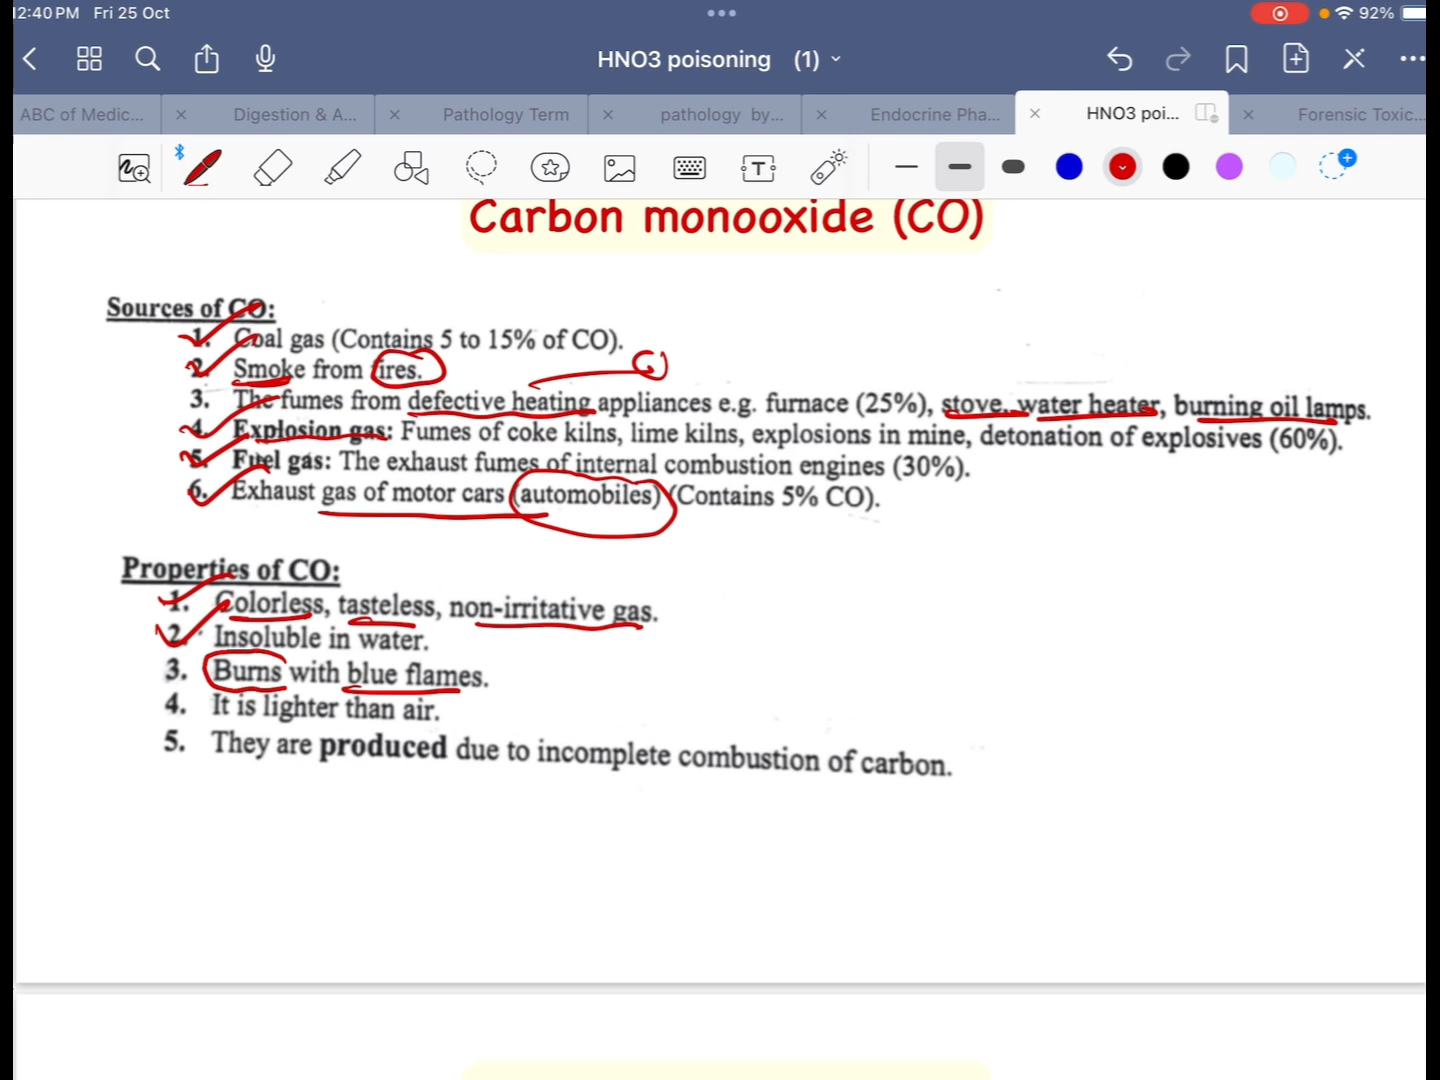 12:40 PM Fri 25 Oct
92%
HNO3 poisoning (1)
ABC of Medic...
Digestion & A...
Pathology Term
pathology by...
Endocrine Pha...
HNO3 poi...
Forensic Toxic...
Carbon monooxide (CO)
Sources of CO:
1. Coal gas (Contains 5 to 15% of CO).
2. Smoke from fires.
3. The fumes from defective heating appliances e.g. furnace (25%), stove, water heater, burning oil lamps.
4. Explosion gas: Fumes of coke kilns, lime kilns, explosions in mine, detonation of explosives (60%).
5. Fuel gas: The exhaust fumes of internal combustion engines (30%).
6. Exhaust gas of motor cars (automobiles) (Contains 5% CO).
Properties of CO:
1. Colorless, tasteless, non-irritative gas.
2. Insoluble in water.
3. Burns with blue flames.
4. It is lighter than air.
5. They are produced due to incomplete combustion of carbon.